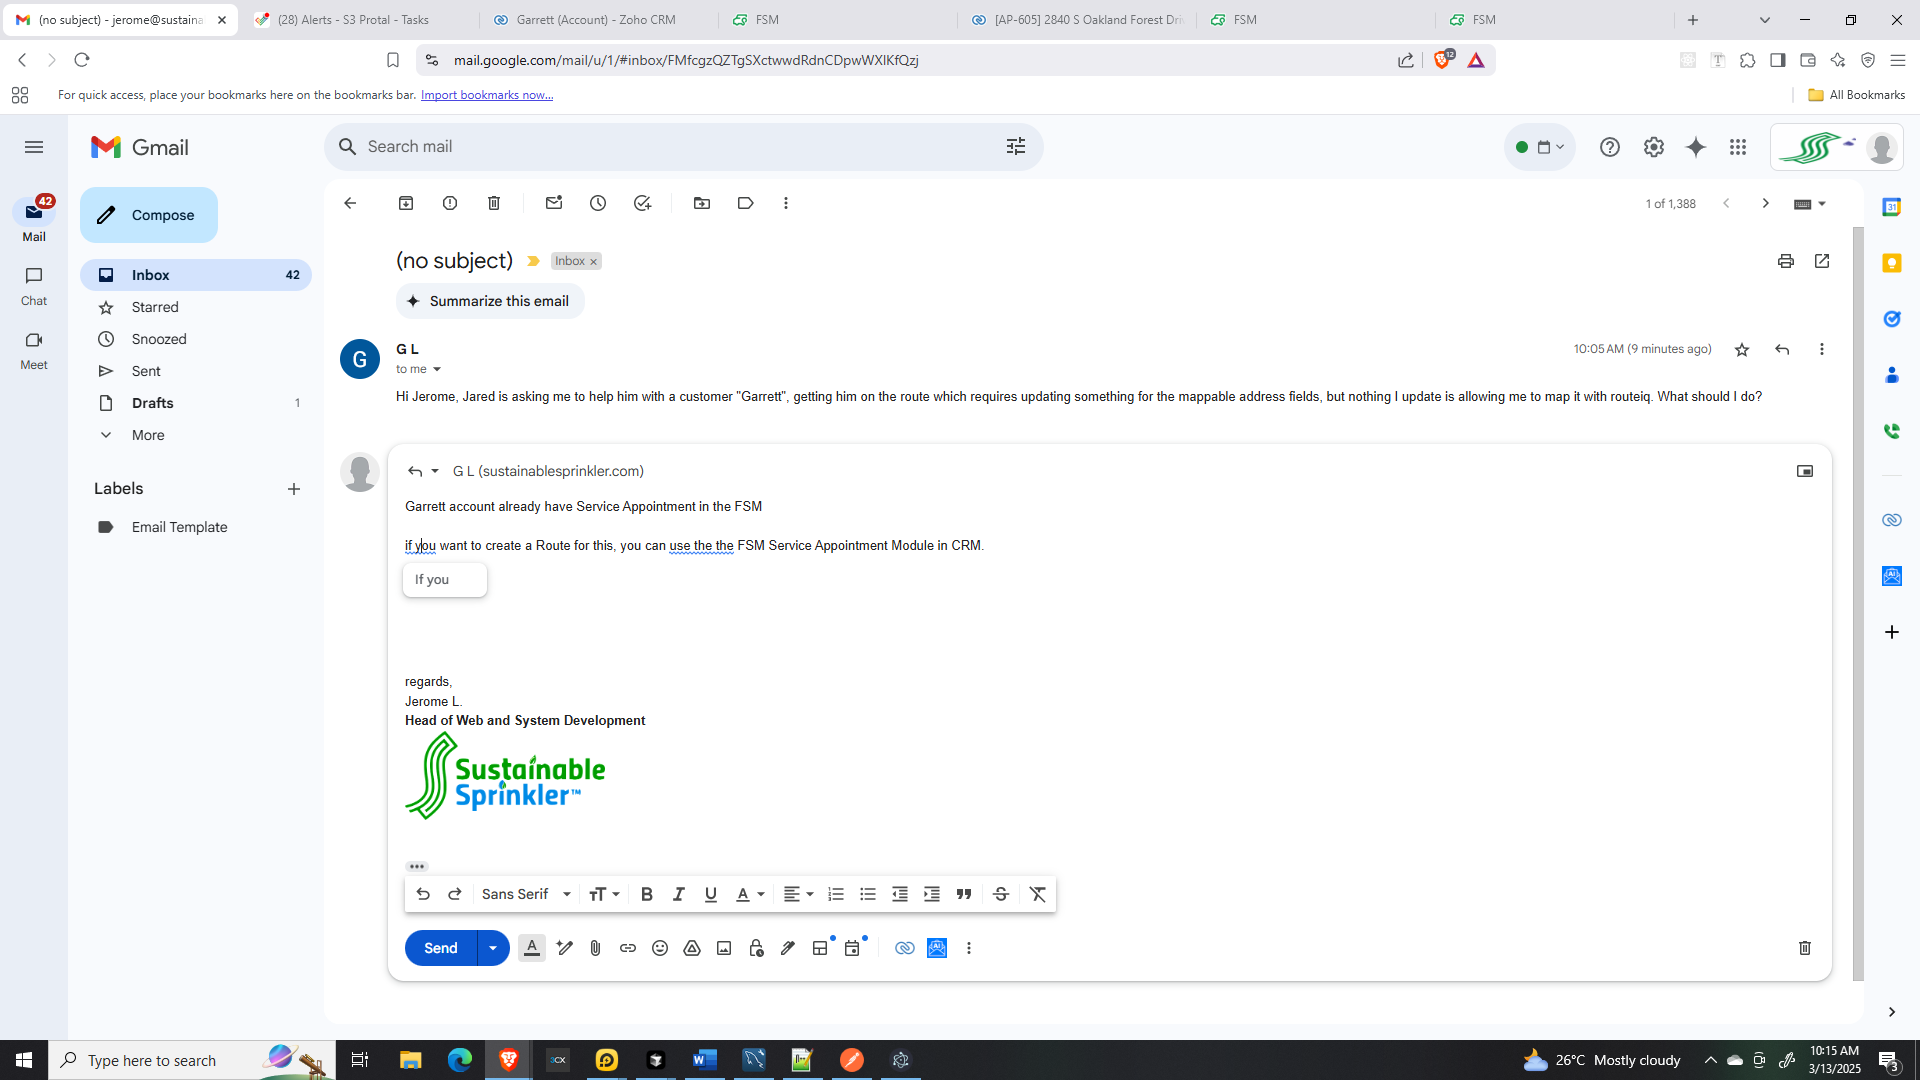 (no subject) - jerome@sustaina
(28) Alerts - S3 Protal - Tasks
Garrett (Account) - Zoho CRM
FSM
[AP-605] 2840 S Oakland Forest Dri
FSM
FSM
mail.google.com/mail/u/1/#inbox/FMfcgzQZTgSXctwwdRdnCDpwWXlKfQzj
12
For quick access, place your bookmarks here on the bookmarks bar. Import bookmarks now...
All Bookmarks
Gmail
Search mail
42
Mail
Chat
Meet
Compose
Inbox 42
Starred
Snoozed
Sent
Drafts 1
More
Labels
Email Template
1 of 1,388
(no subject)
Inbox x
Summarize this email
G
G L
to me
10:05 AM (9 minutes ago)
Hi Jerome, Jared is asking me to help him with a customer "Garrett", getting him on the route which requires updating something for the mappable address fields, but nothing I update is allowing me to map it with routeiq. What should I do?
G L (sustainablesprinkler.com)
Garrett account already have Service Appointment in the FSM
if you want to create a Route for this, you can use the the FSM Service Appointment Module in CRM.
If you
regards,
Jerome L.
Head of Web and System Development
Sustainable
Sprinkler™
Sans Serif
Send
31
Type here to search
3CX
26°C Mostly cloudy
10:15 AM
3/13/2025
3